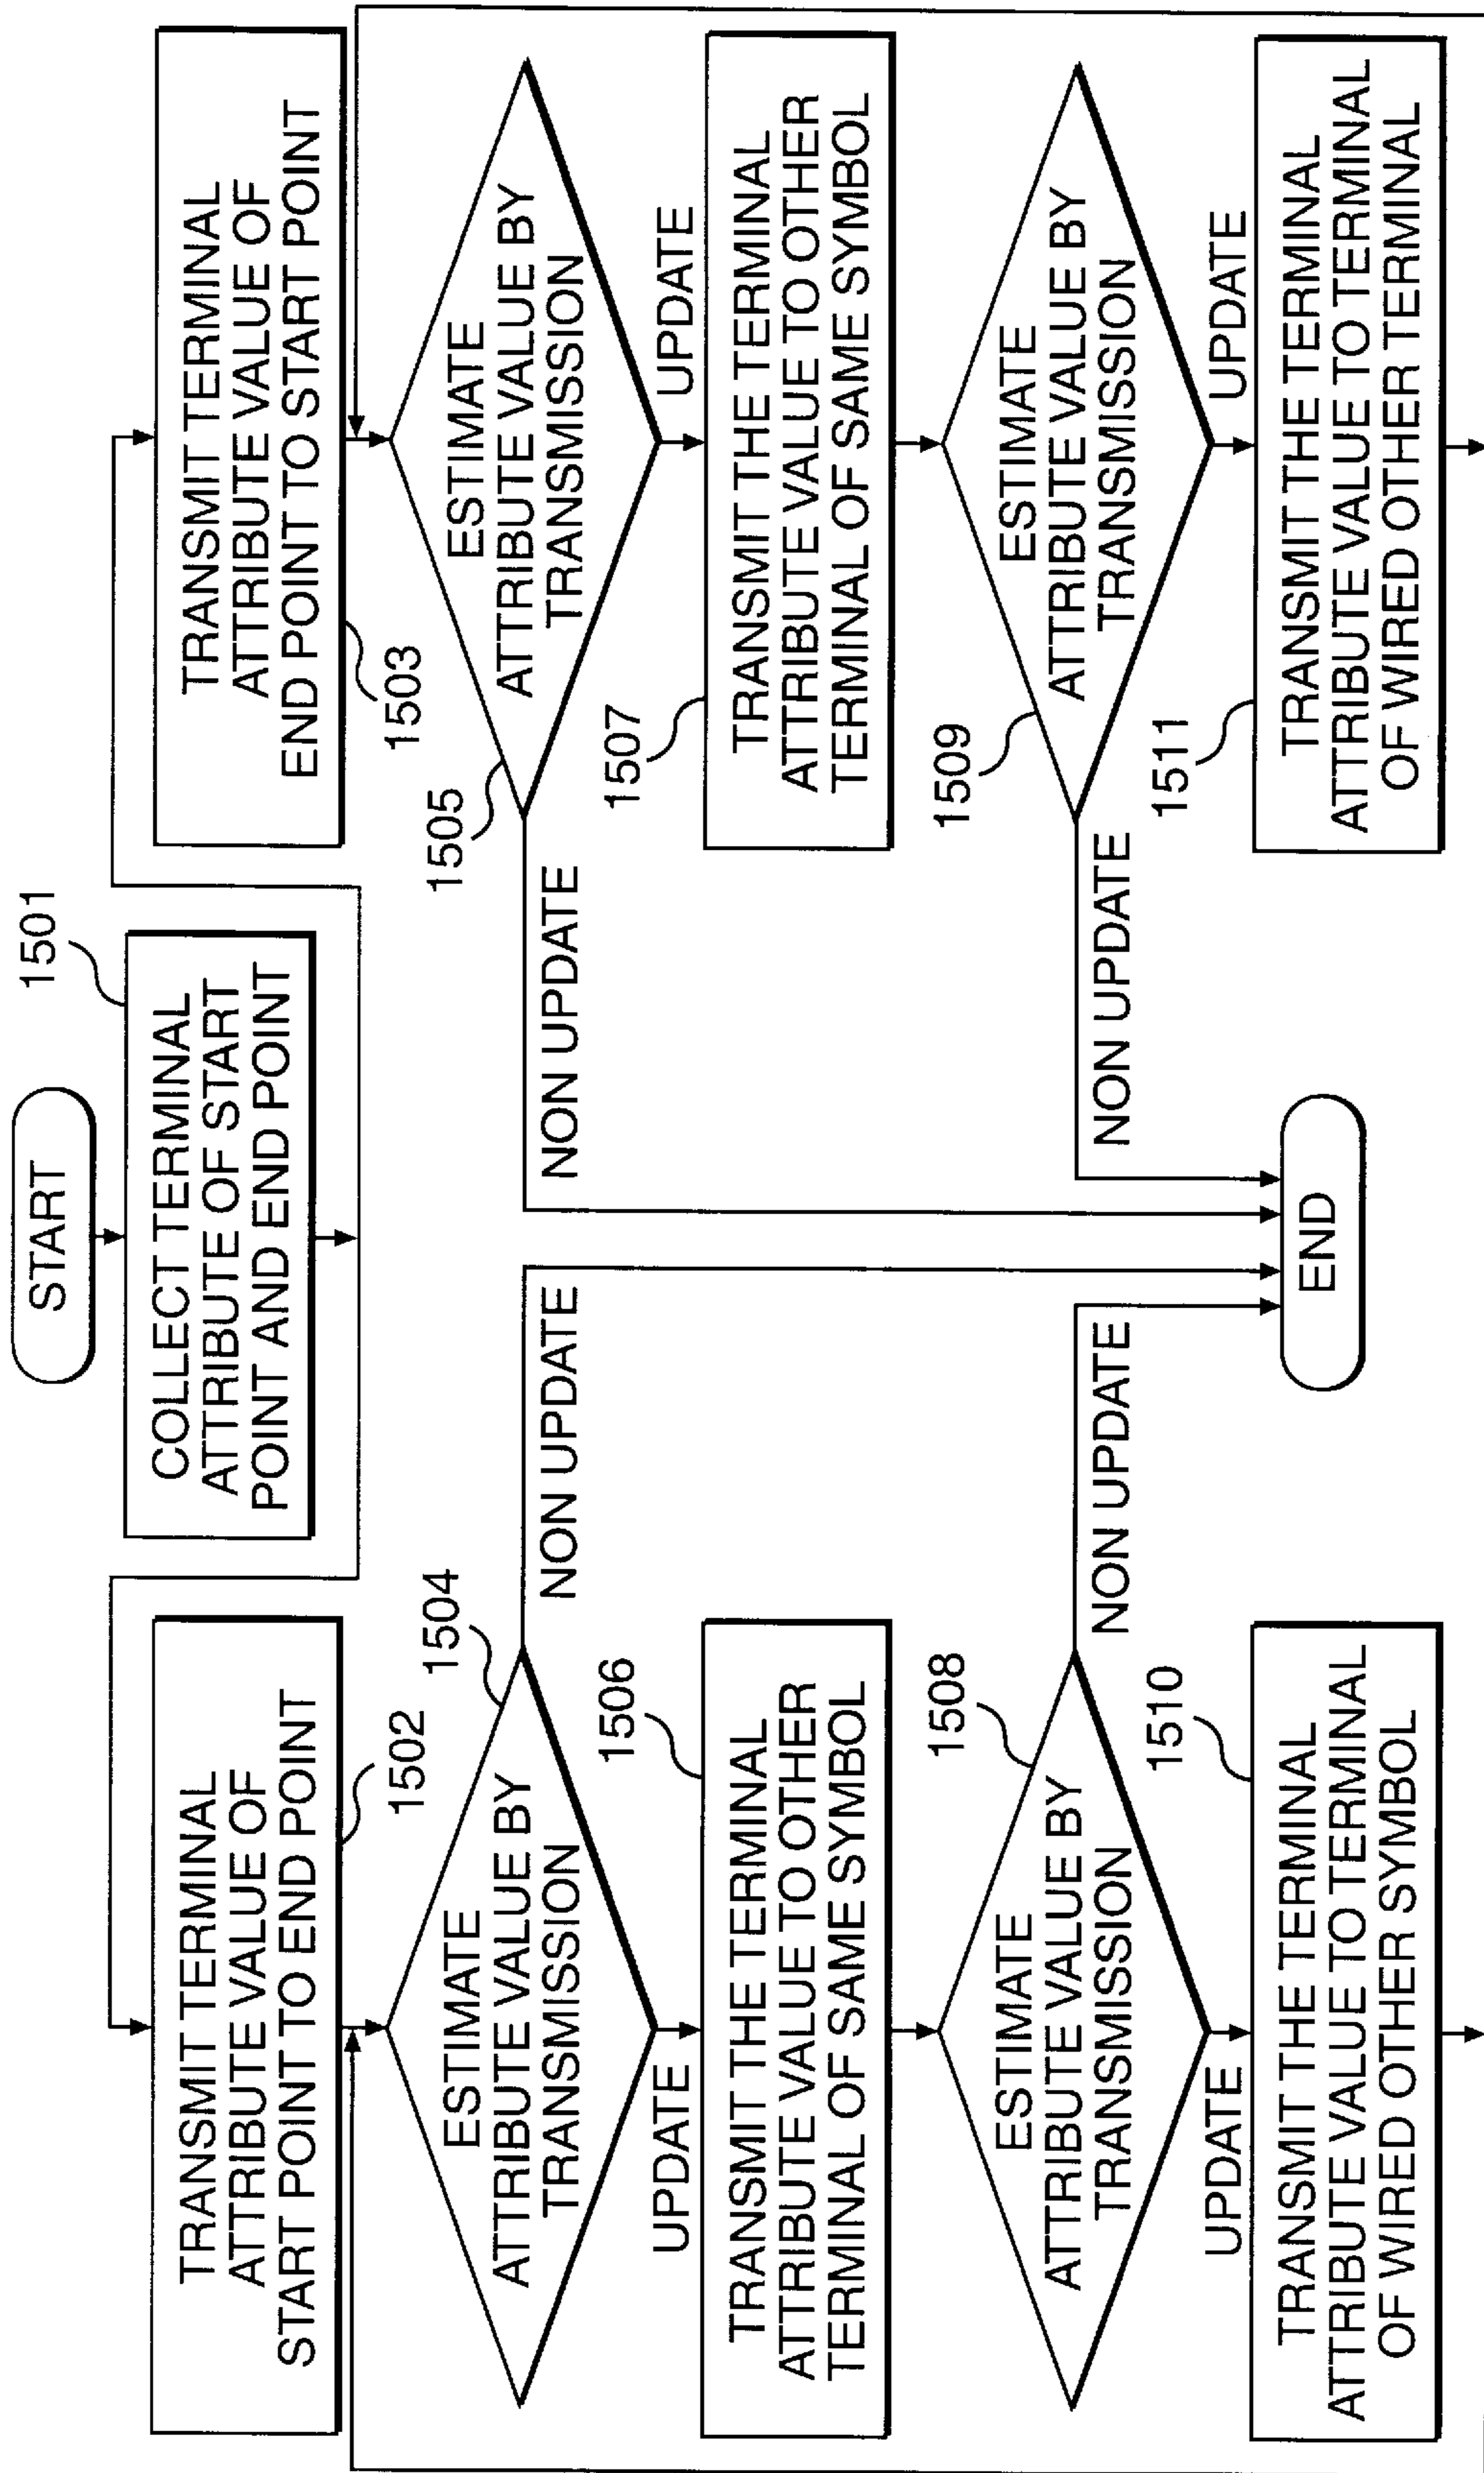 START
1501
COLLECT TERMINAL
ATTRIBUTE OF START
POINT AND END POINT
TRANSMIT TERMINAL
ATTRIBUTE VALUE OF
START POINT TO END POINT
1502
TRANSMIT TERMINAL
ATTRIBUTE VALUE OF
END POINT TO START POINT
1503
1504
ESTIMATE
ATTRIBUTE VALUE BY
TRANSMISSION
NON UPDATE
UPDATE
1505
ESTIMATE
ATTRIBUTE VALUE BY
TRANSMISSION
NON UPDATE
UPDATE
1506
TRANSMIT THE TERMINAL
ATTRIBUTE VALUE TO OTHER
TERMINAL OF SAME SYMBOL
1507
TRANSMIT THE TERMINAL
ATTRIBUTE VALUE TO OTHER
TERMINAL OF SAME SYMBOL
1508
ESTIMATE
ATTRIBUTE VALUE BY
TRANSMISSION
NON UPDATE
UPDATE
1509
ESTIMATE
ATTRIBUTE VALUE BY
TRANSMISSION
NON UPDATE
UPDATE
1510
TRANSMIT THE TERMINAL
ATTRIBUTE VALUE TO TERMINAL
OF WIRED OTHER SYMBOL
1511
TRANSMIT THE TERMINAL
ATTRIBUTE VALUE TO TERMINAL
OF WIRED OTHER TERMINAL
END